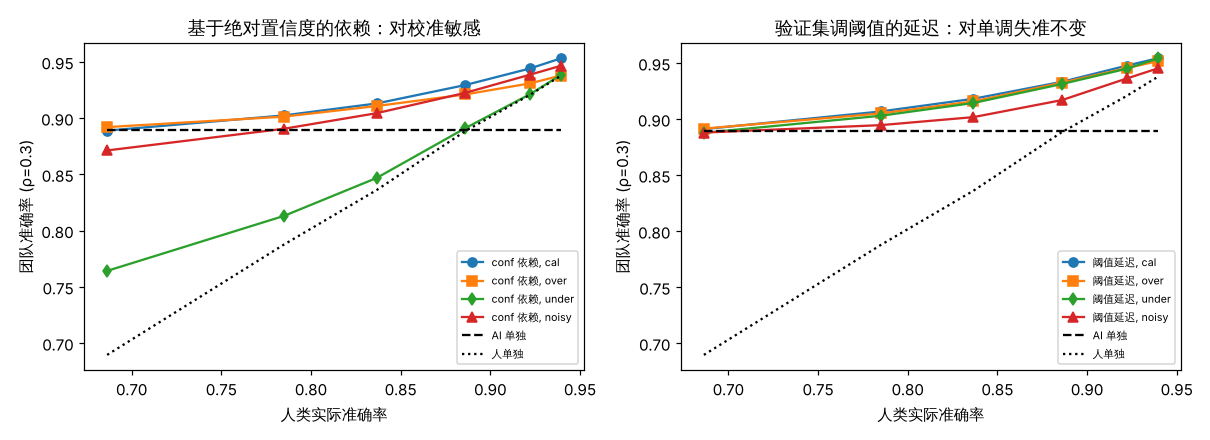 基于绝对置信度的依赖：对校准敏感
团队准确率 (ρ=0.3)
0.95
0.90
0.85
0.80
0.75
0.70
conf 依赖, cal
conf 依赖, over
conf 依赖, under
conf 依赖, noisy
AI 单独
人单独
0.70 0.75 0.80 0.85 0.90 0.95
人类实际准确率
验证集调阈值的延迟：对单调失准不变
团队准确率 (ρ=0.3)
0.95
0.90
0.85
0.80
0.75
0.70
阈值延迟, cal
阈值延迟, over
阈值延迟, under
阈值延迟, noisy
AI 单独
人单独
0.70 0.75 0.80 0.85 0.90 0.95
人类实际准确率